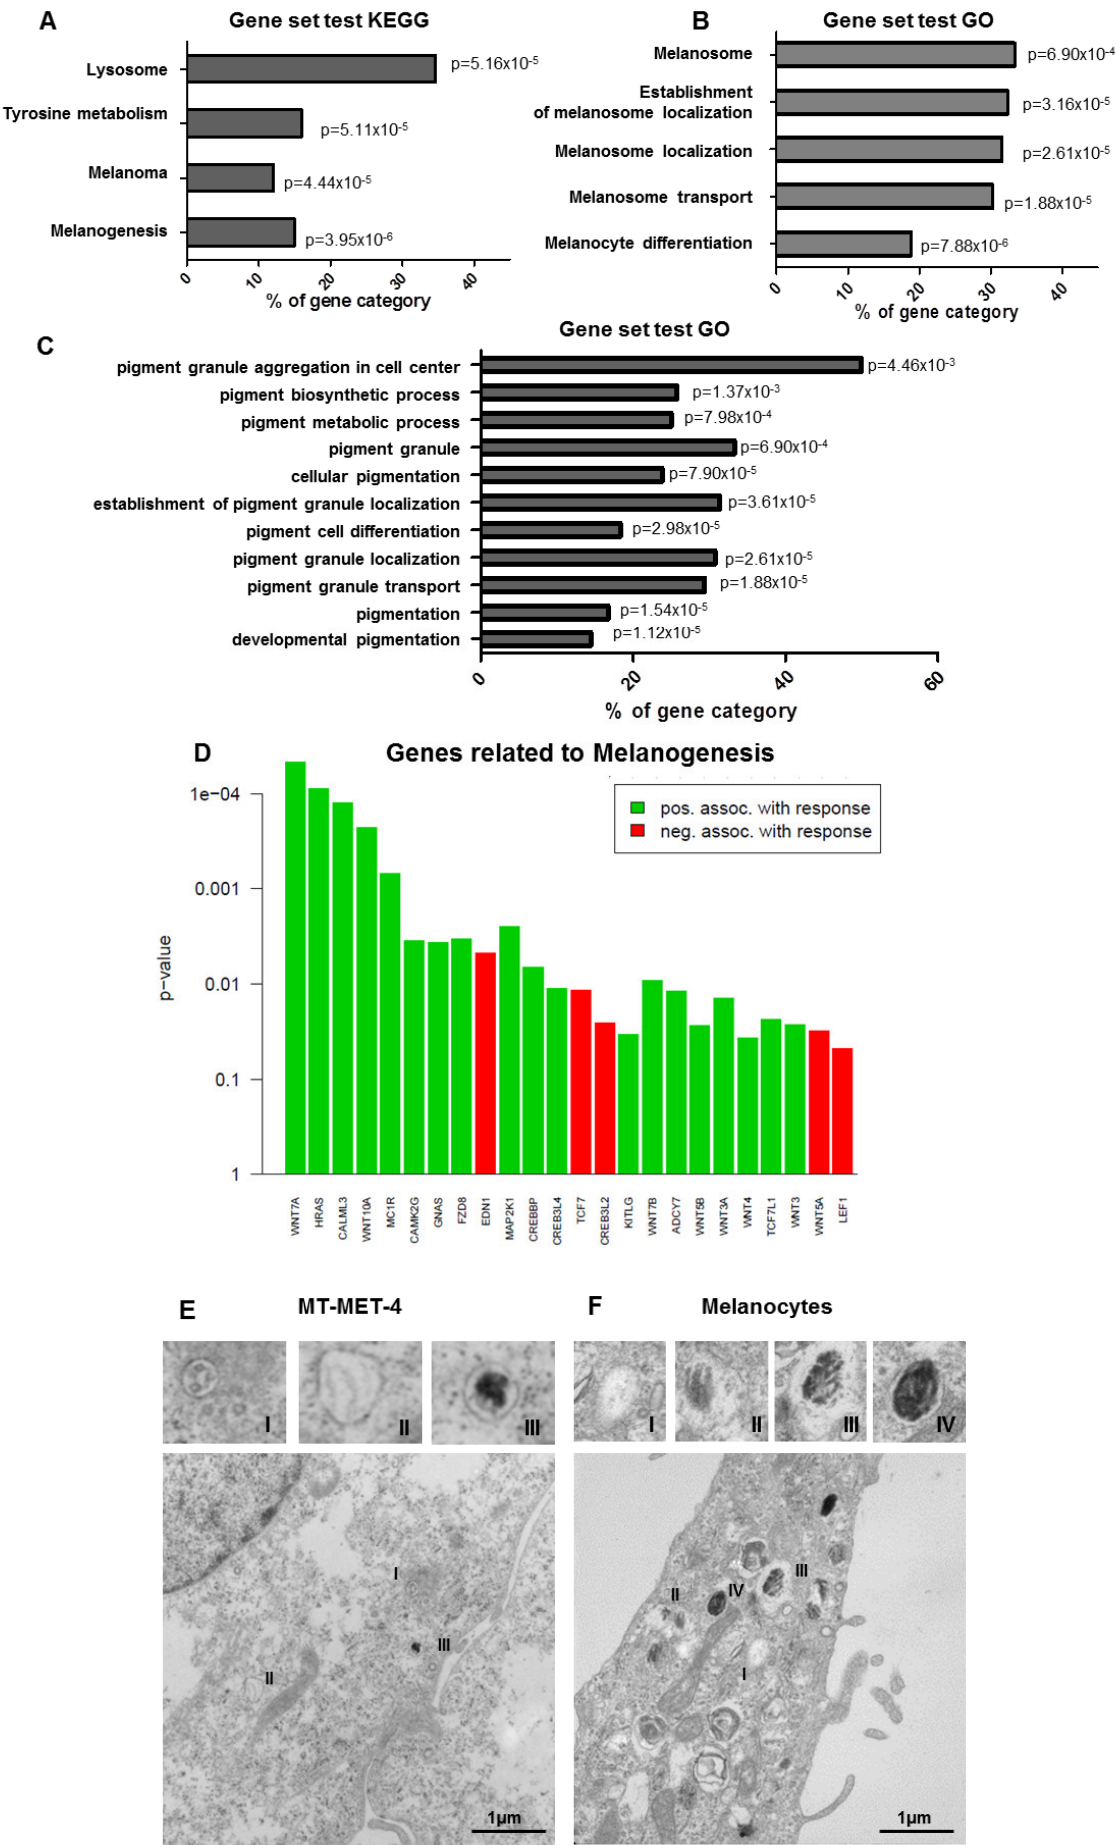 A
Gene set test KEGG
Lysosome
p=5.16x10-5
Tyrosine metabolism
p=5.11x10-5
Melanoma
p=4.44x10-5
Melanogenesis
p=3.95x10-6
0 10 20 30 40
% of gene category
B
Gene set test GO
Melanosome
p=6.90x10-4
Establishment
of melanosome localization
p=3.16x10-5
Melanosome localization
p=2.61x10-5
Melanosome transport
p=1.88x10-5
Melanocyte differentiation
p=7.88x10-6
0 10 20 30 40
% of gene category
C
Gene set test GO
pigment granule aggregation in cell center
p=4.46x10-3
pigment biosynthetic process
p=1.37x10-3
pigment metabolic process
p=7.98x10-4
pigment granule
p=6.90x10-4
cellular pigmentation
p=7.90x10-5
establishment of pigment granule localization
p=3.61x10-5
pigment cell differentiation
p=2.98x10-5
pigment granule localization
p=2.61x10-5
pigment granule transport
p=1.88x10-5
pigmentation
p=1.54x10-5
developmental pigmentation
p=1.12x10-5
0 20 40 60
% of gene category
D
Genes related to Melanogenesis
pos. assoc. with response
neg. assoc. with response
p-value
1e-04
0.001
0.01
0.1
1
WNT7A
HRAS
CALML3
WNT10A
MC1R
CAMK2G
GNAS
FZD8
EDN1
MAP2K1
CREBBP
CREB3L4
TCF7
CREB3L2
KITLG
WNT7B
ADCY7
WNT5B
WNT3A
WNT4
TCF7L1
WNT3
WNT5A
LEF1
E
MT-MET-4
I
II
III
I
III
II
1µm
F
Melanocytes
I
II
III
IV
III
II
IV
I
1µm